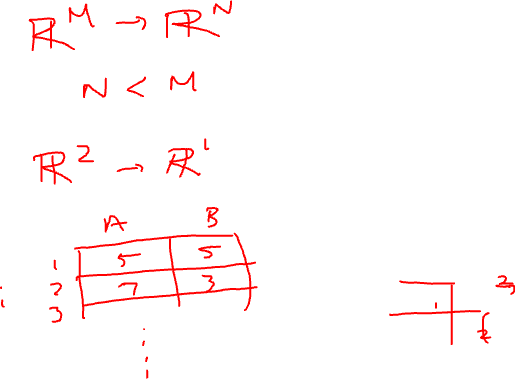 ℝ^M → ℝ^N
N < M
ℝ^2 → ℝ^1
A B
1 5 5
2 7 3
3